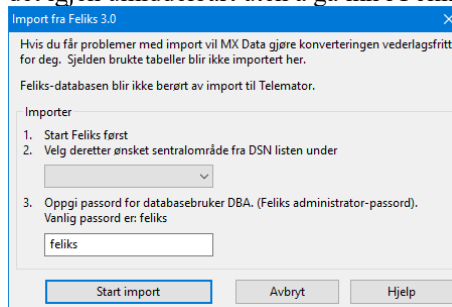 Import fra Feliks 3.0
Hvis du får problemer med import vil MX Data gjøre konverteringen vederlagsfritt
for deg. Sjelden brukte tabeller blir ikke importert her.
Feliks-databasen blir ikke berørt av import til Telemator.
Importer
1. Start Feliks først
2. Velg deretter ønsket sentralområde fra DSN listen under
3. Oppgi passord for databasebruker DBA. (Feliks administrator-passord).
Vanlig passord er: feliks
feliks
Start import Avbryt Hjelp